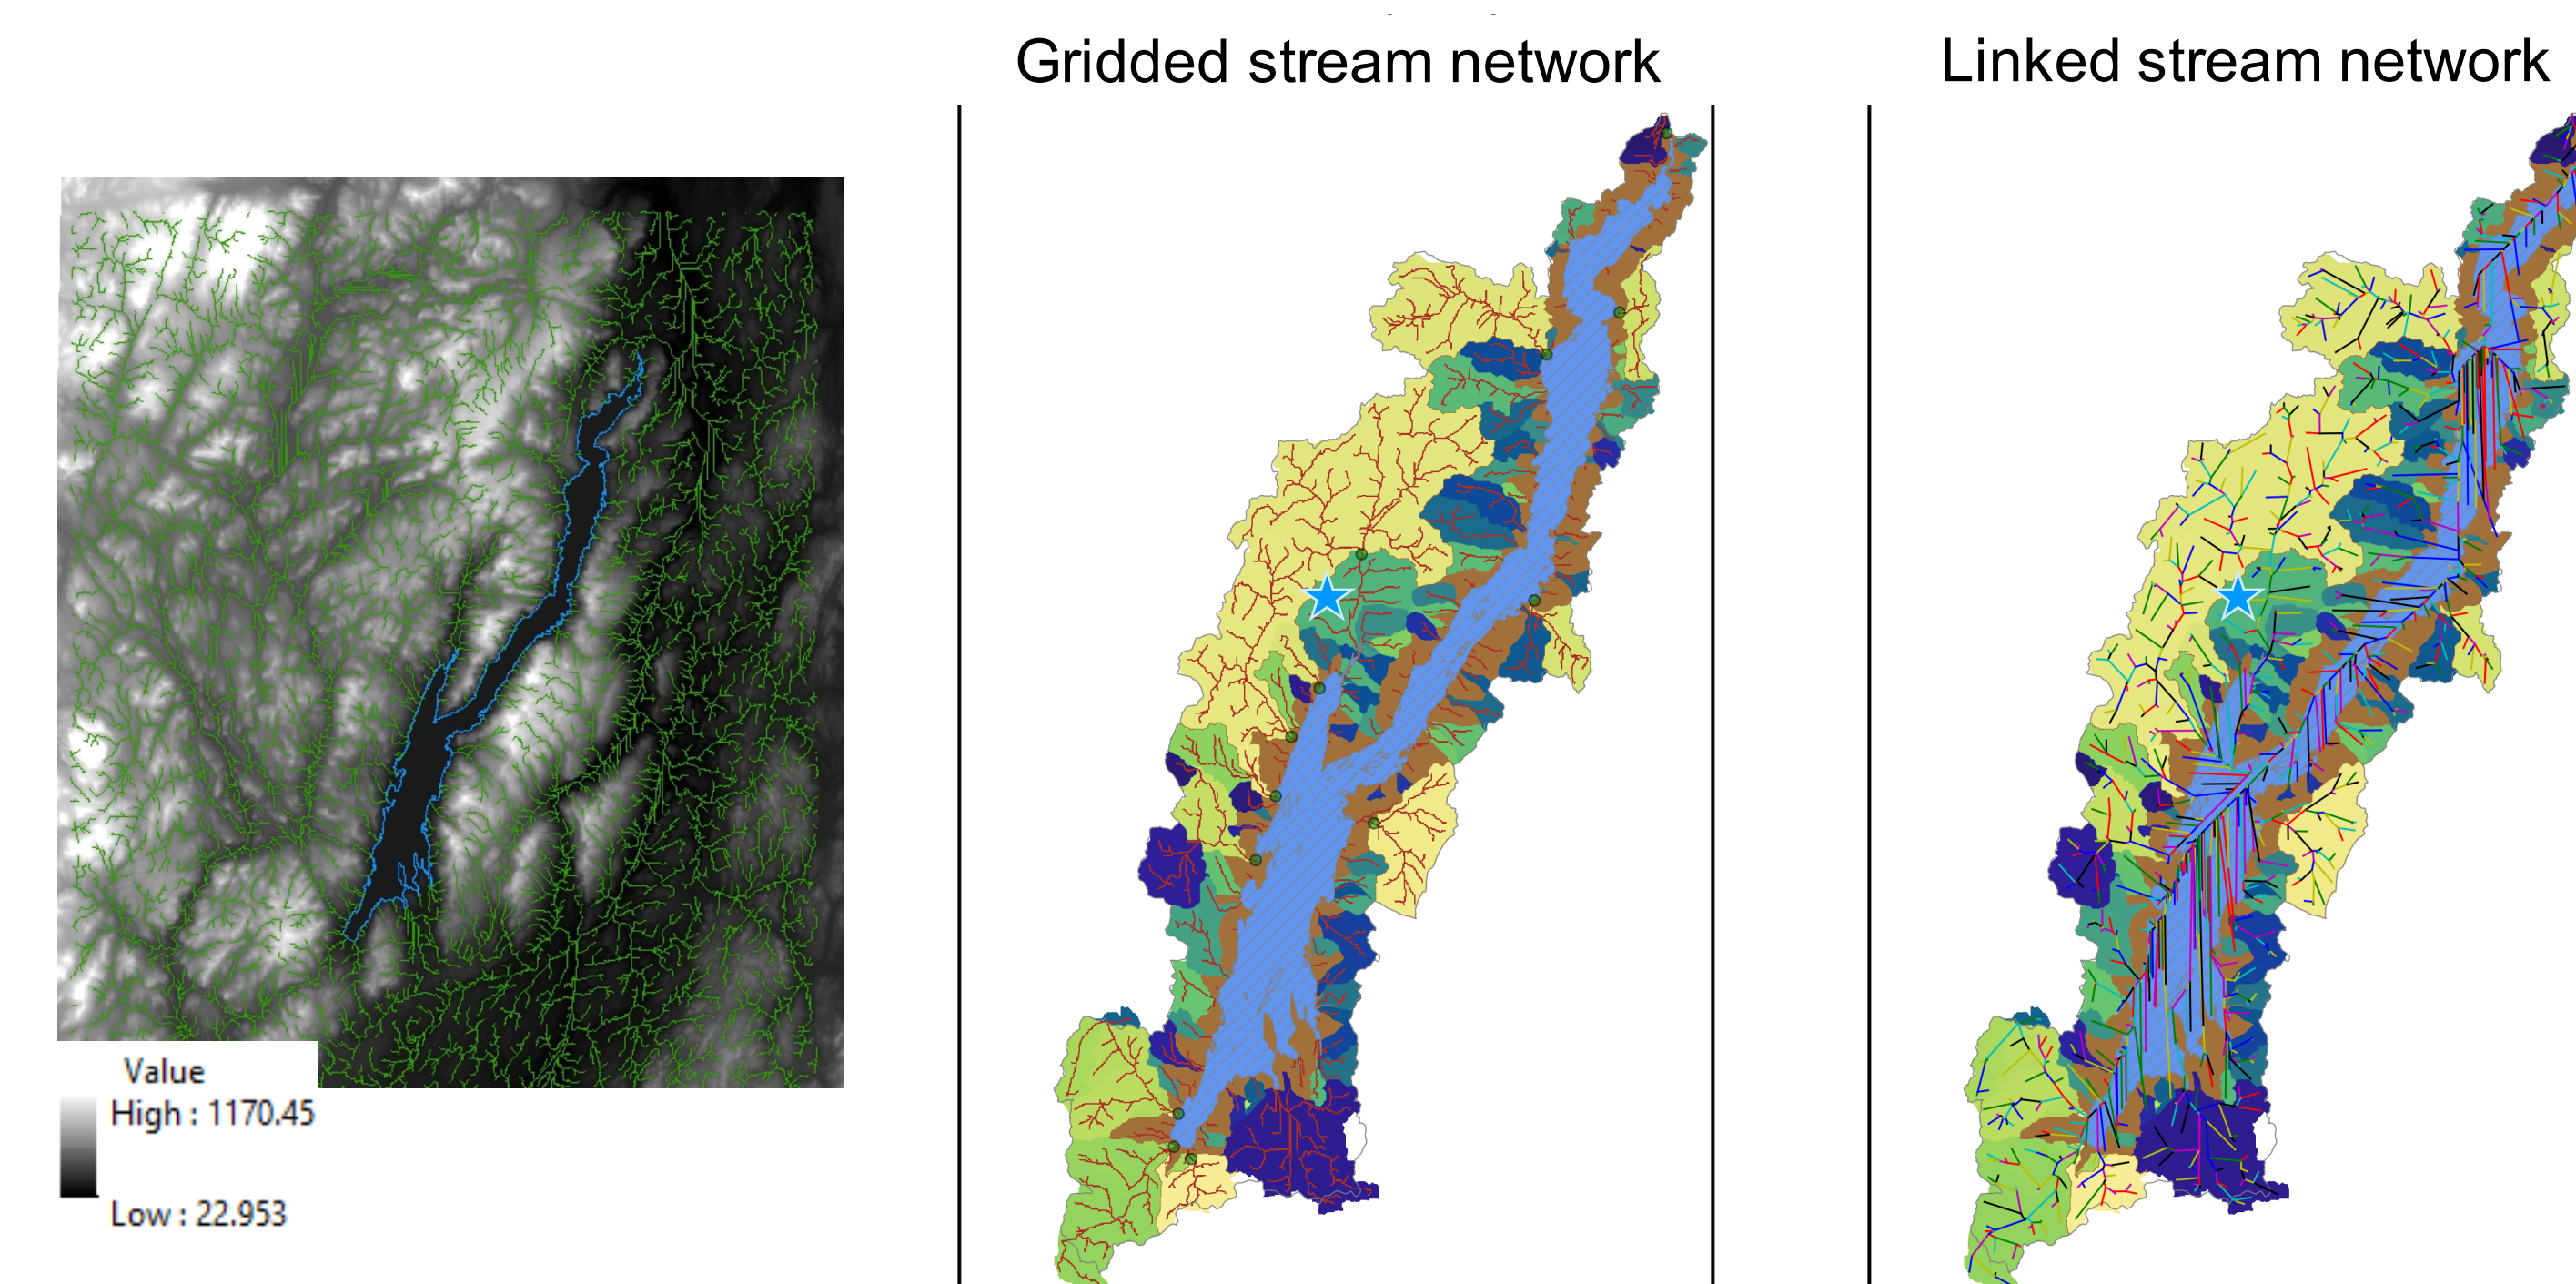 Gridded stream network
Linked stream network
Value
High : 1170.45
Low : 22.953